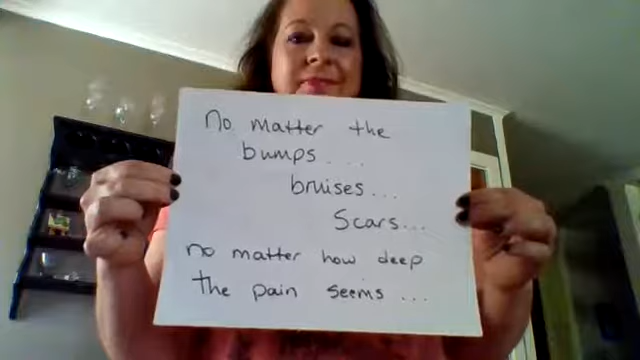 No matter the
bumps....
bruises...
Scars...
no matter how deep
the pain seems...